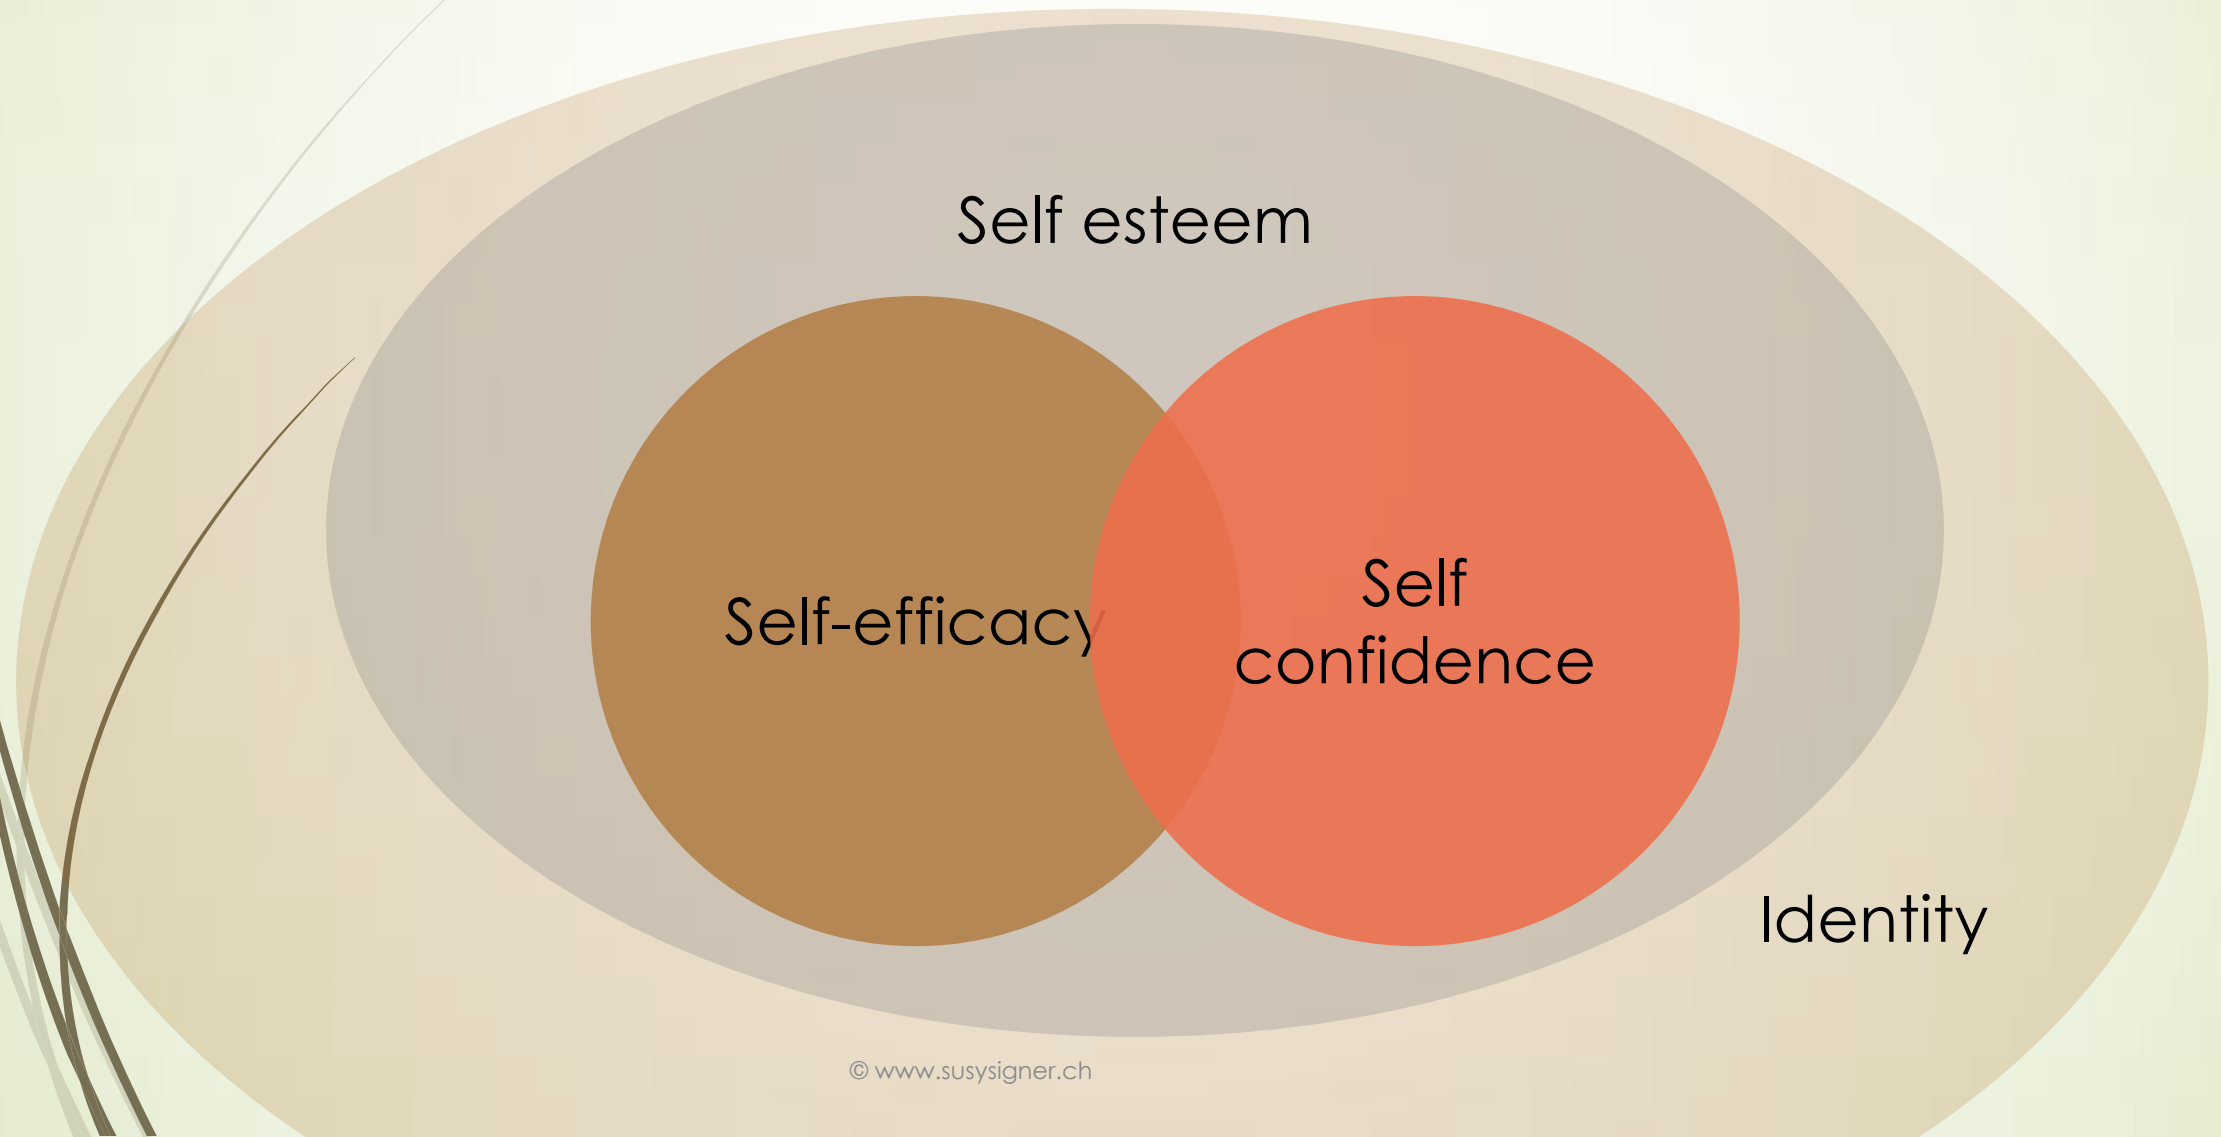 Self esteem
Self-efficacy
Self
confidence
Identity
© www.susysigner.ch